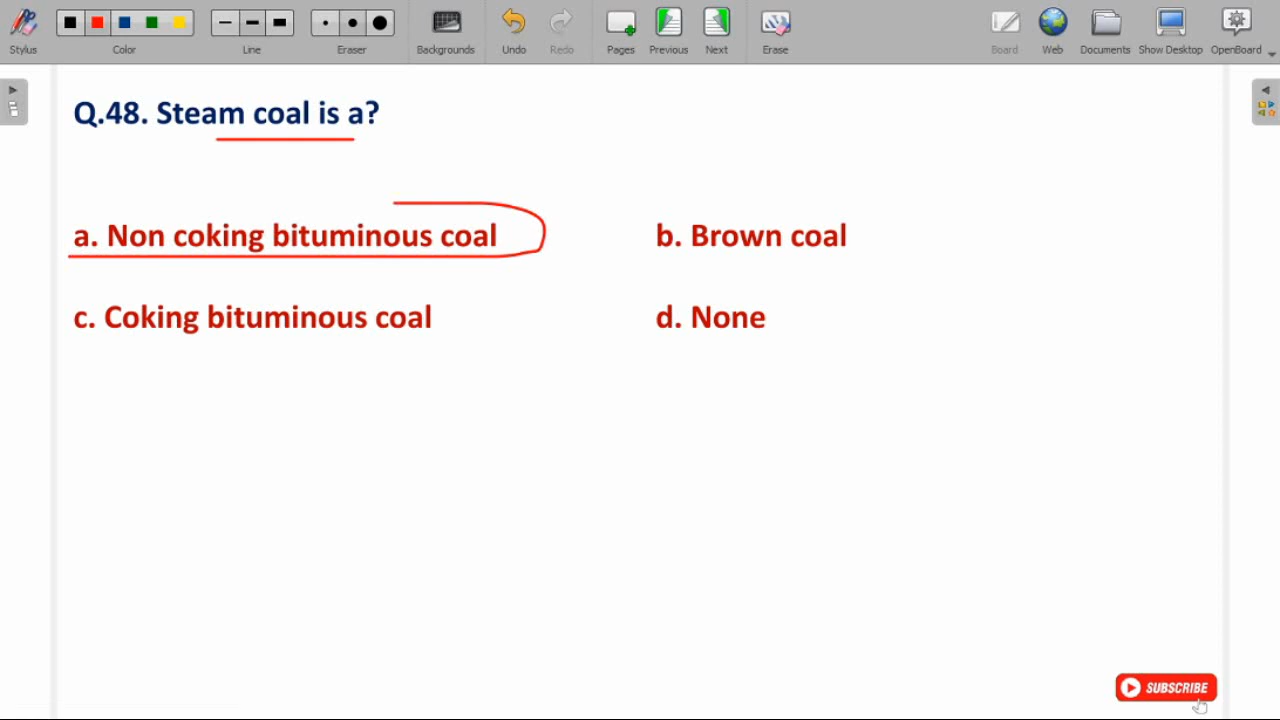 Stylus
Color
Line
Eraser
Backgrounds
Undo
Redo
Pages
Previous
Next
Erase
Board
Web
Documents
Show Desktop
OpenBoard
Q.48. Steam coal is a?
a. Non coking bituminous coal
b. Brown coal
c. Coking bituminous coal
d. None
SUBSCRIBE